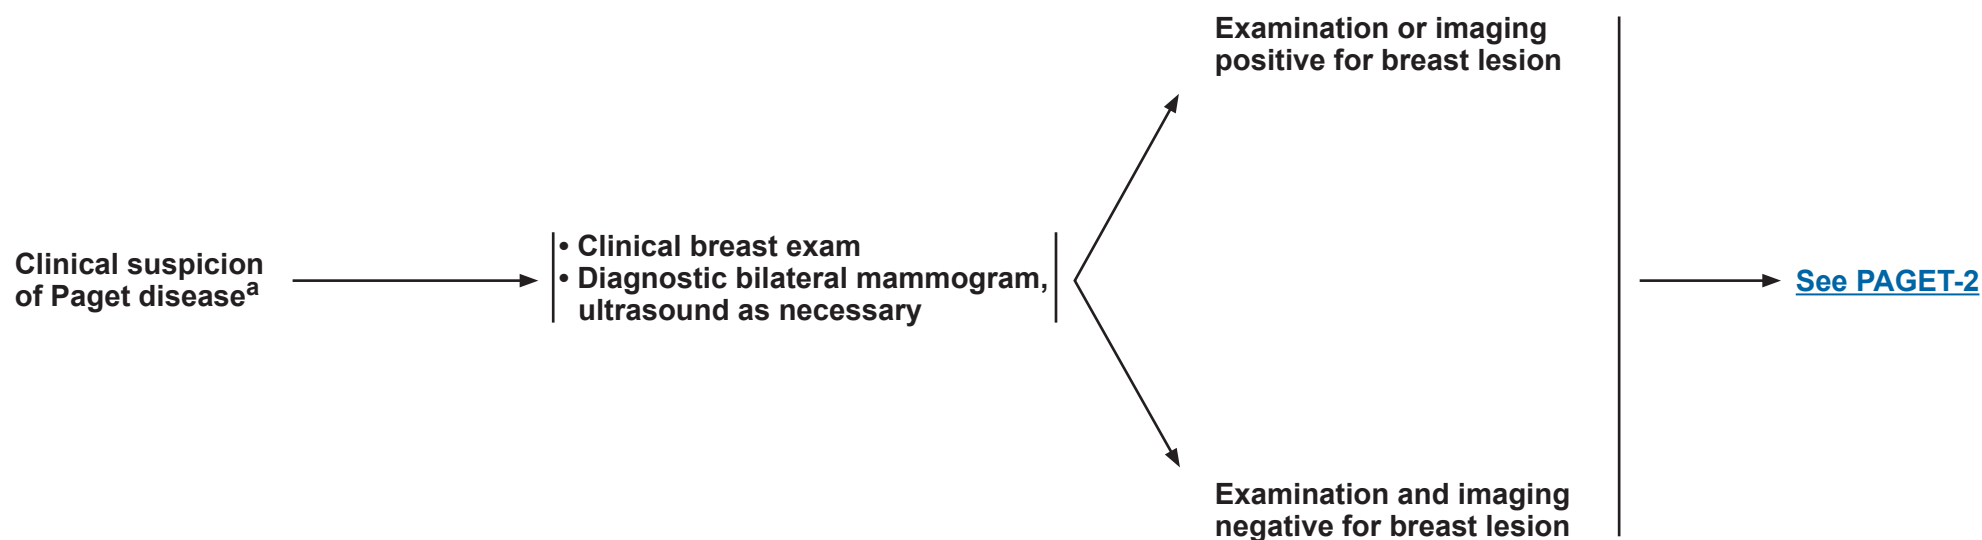 Clinical suspicion
of Paget diseaseᵃ
• Clinical breast exam
• Diagnostic bilateral mammogram,
ultrasound as necessary
Examination or imaging
positive for breast lesion
Examination and imaging
negative for breast lesion
See PAGET-2